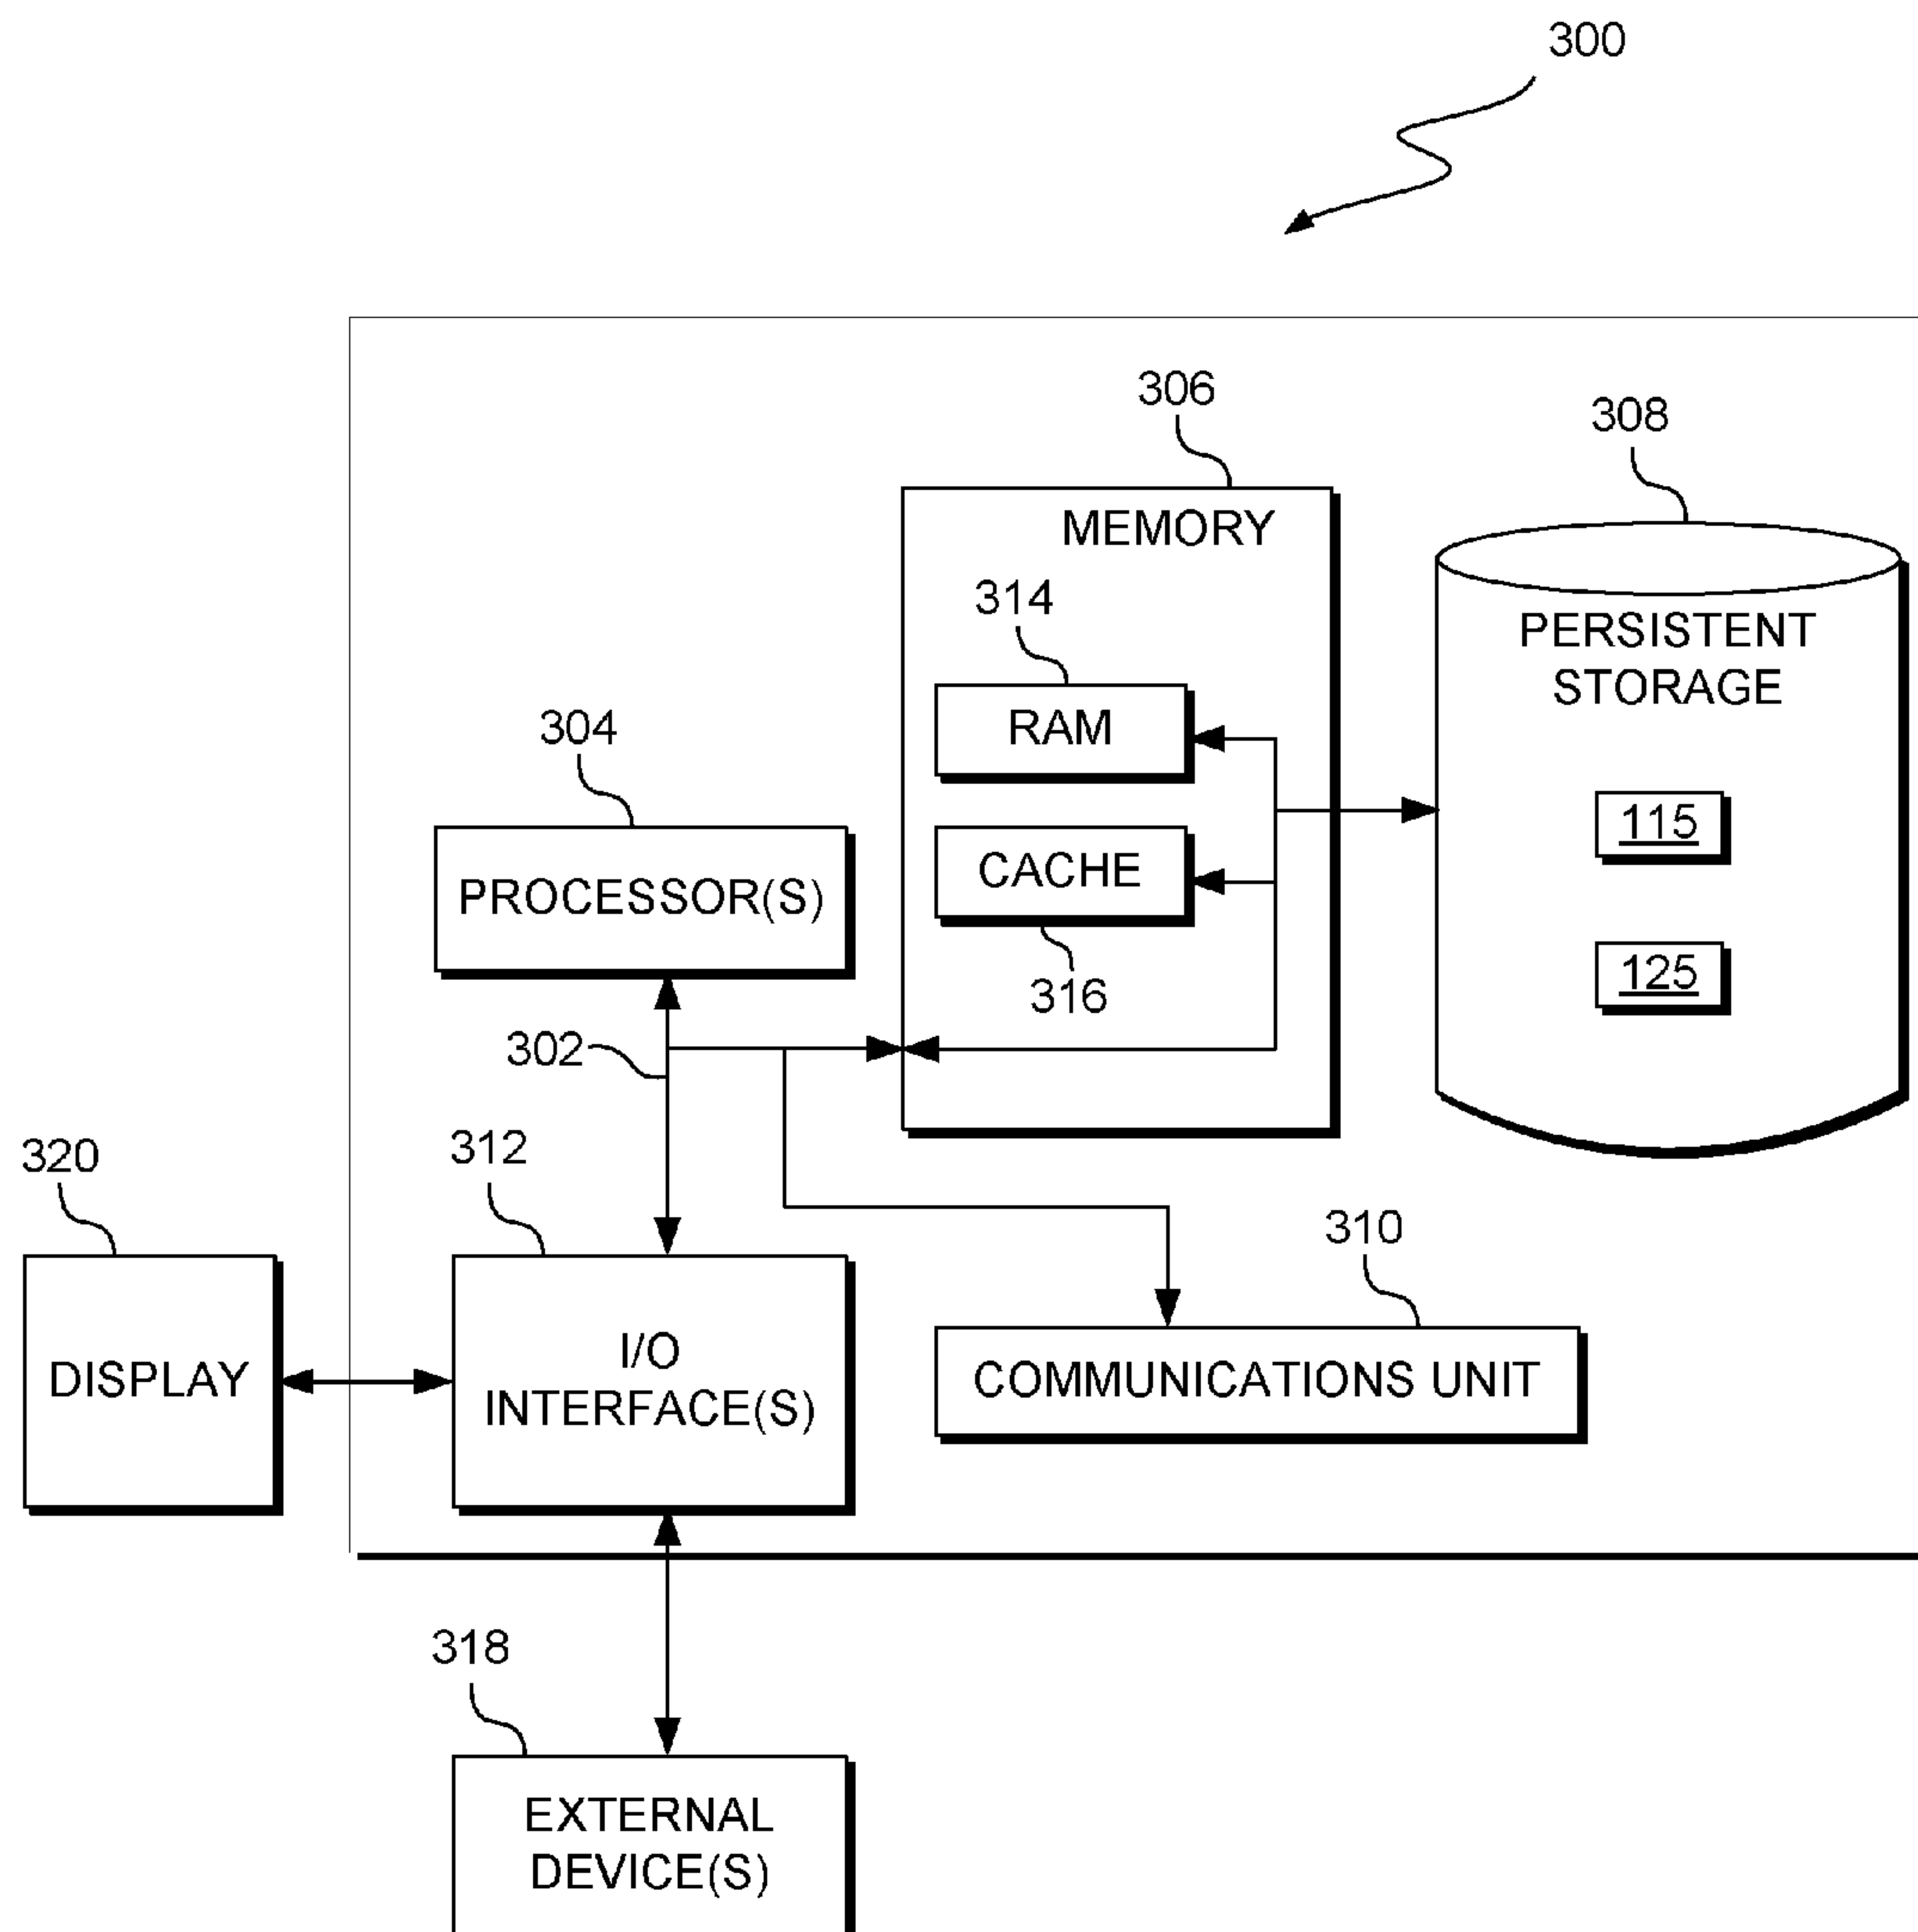 300
306
308
MEMORY
314
PERSISTENT
STORAGE
RAM
304
115
CACHE
PROCESSOR(S)
125
316
302
320
312
310
I/O
INTERFACE(S)
DISPLAY
COMMUNICATIONS UNIT
318
EXTERNAL
DEVICE(S)